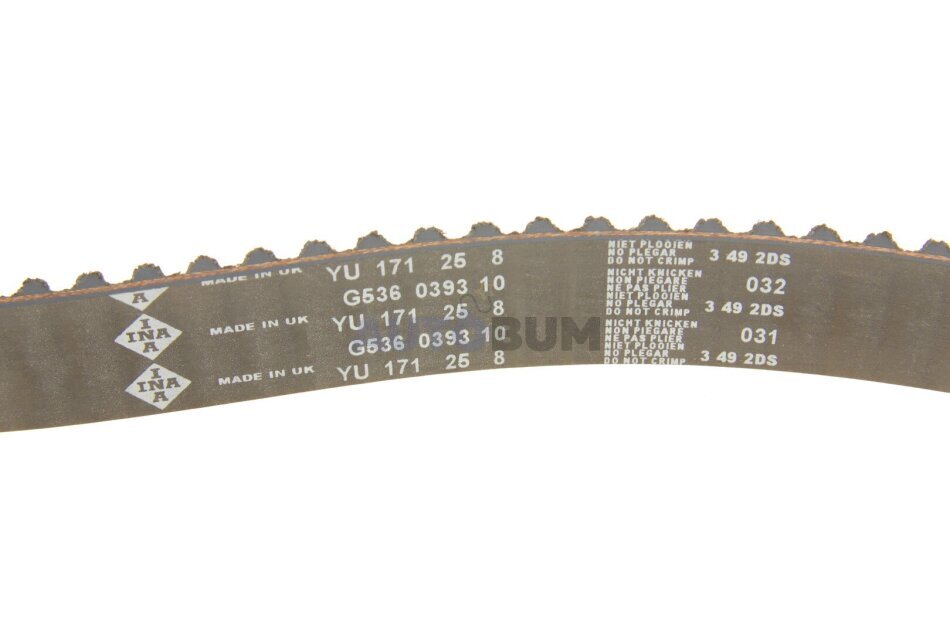 A MADE IN UK YU 171 25 8 NIET PLOOIEN
NO PLEGAR
DO NOT CRIMP 3 49 2DS
G536 0393 10 NICHT KNICKEN
NON PIEGARE
NE PAS PLIER 032
I
INA
A MADE IN UK YU 171 25 8 NIET PLOOIEN
NO PLEGAR
DO NOT CRIMP 3 49 2DS
G536 0393 10 NICHT KNICKEN
NON PIEGARE
NE PAS PLIER 031
I
INA
A MADE IN UK YU 171 25 8 NIET PLOOIEN
NO PLEGAR
DO NOT CRIMP 3 49 2DS
AUTOBUM